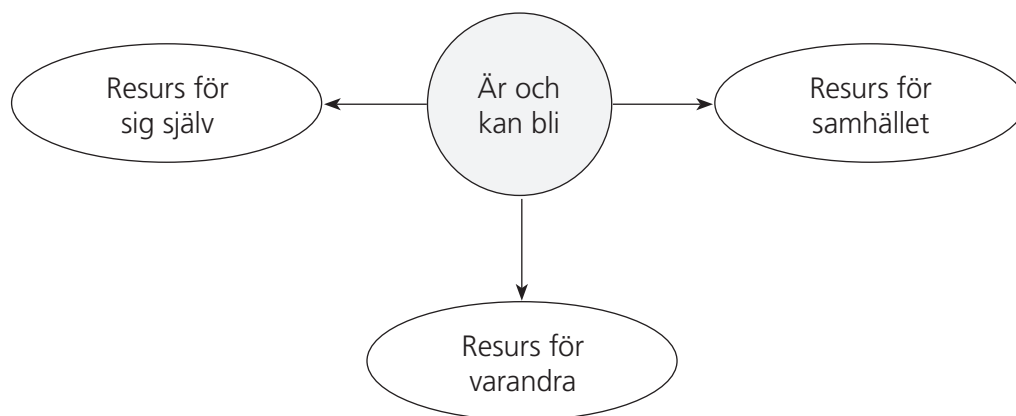 Resurs för
sig själv
Är och
kan bli
Resurs för
samhället
Resurs för
varandra